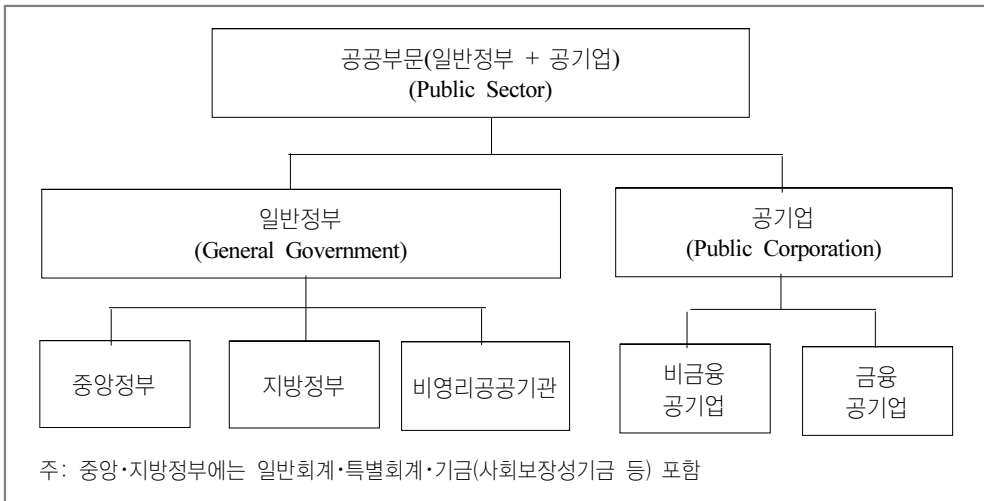 공공부문(일반정부 + 공기업)
(Public Sector)
일반정부
(General Government)
공기업
(Public Corporation)
중앙정부
지방정부
비영리공공기관
비금융
공기업
금융
공기업
주: 중앙·지방정부에는 일반회계·특별회계·기금(사회보장성기금 등) 포함